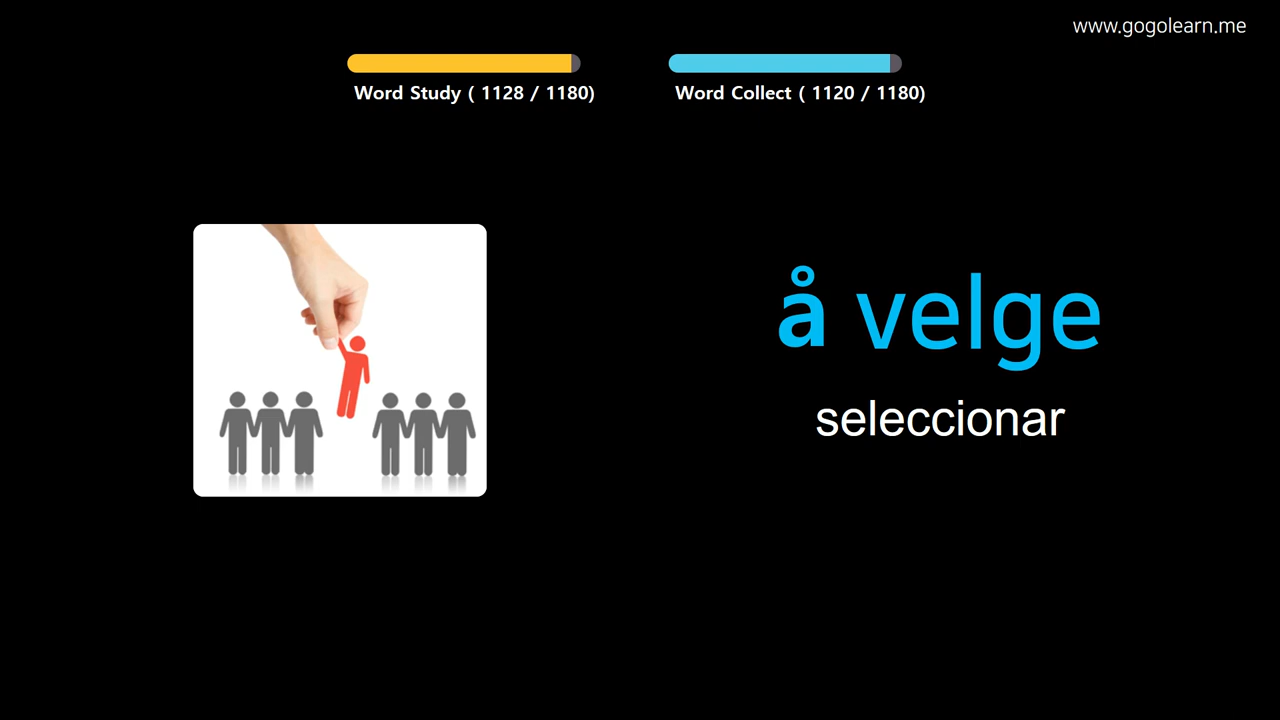 www.gogolearn.me
Word Study ( 1128 / 1180)
Word Collect ( 1120 / 1180)
å velge
seleccionar